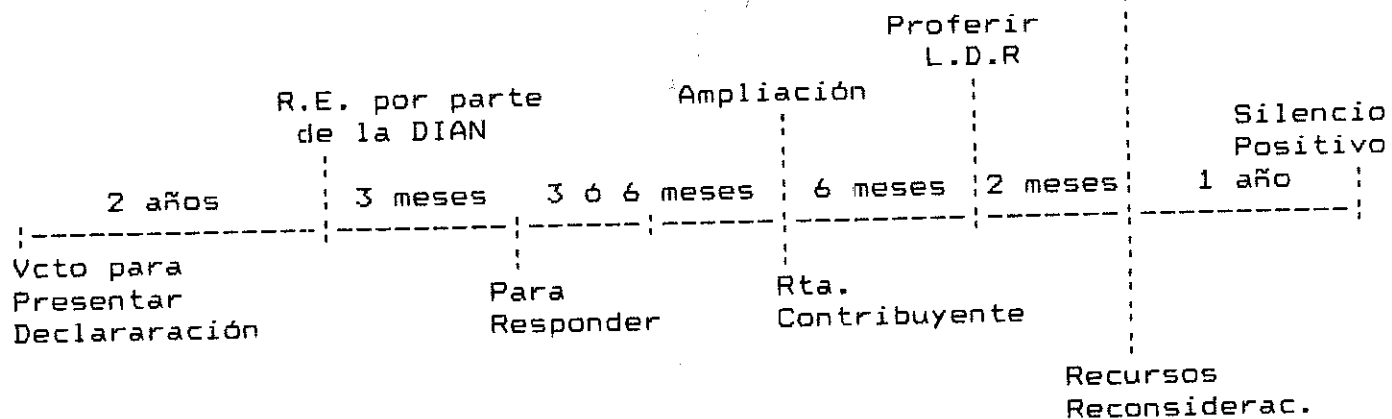 Proferir
L.D.R
R.E. por parte
de la DIAN
Ampliación
Silencio
Positivo
2 años
3 meses
3 ó 6 meses
6 meses
2 meses
1 año
Vcto para
Presentar
Declararación
Para
Responder
Rta.
Contribuyente
Recursos
Reconsiderac.